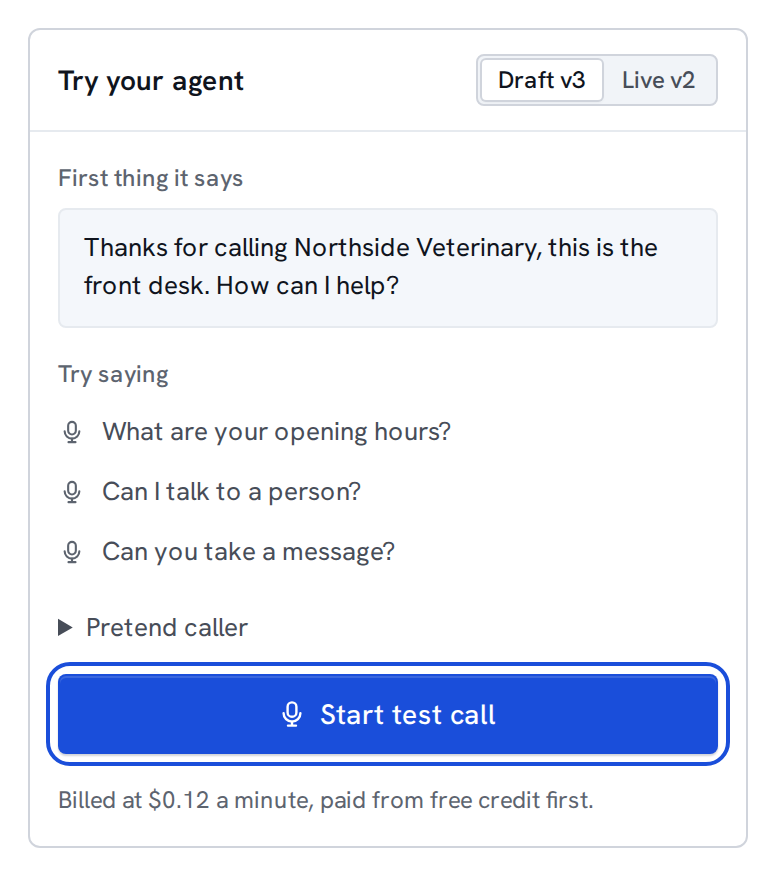 Try your agent
Draft v3
Live v2
First thing it says
Thanks for calling Northside Veterinary, this is the
front desk. How can I help?
Try saying
What are your opening hours?
Can I talk to a person?
Can you take a message?
Pretend caller
Start test call
Billed at $0.12 a minute, paid from free credit first.